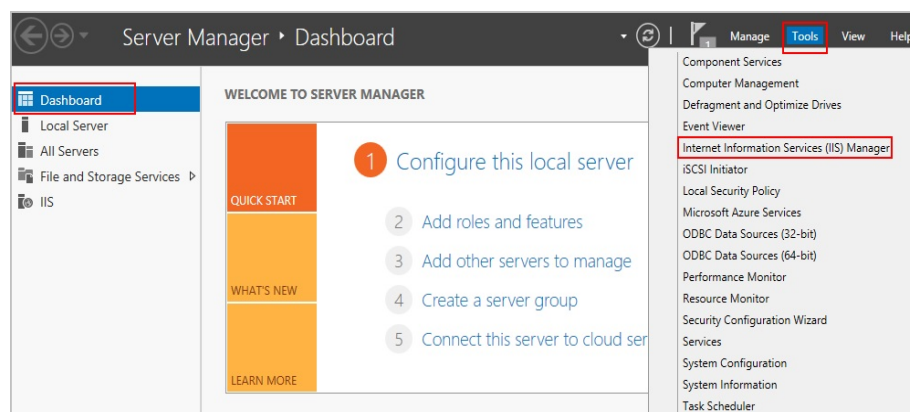 Server Manager ‣ Dashboard
1
Manage
Tools
View
Help
Dashboard
Local Server
All Servers
File and Storage Services
IIS
WELCOME TO SERVER MANAGER
QUICK START
WHAT'S NEW
LEARN MORE
1 Configure this local server
2 Add roles and features
3 Add other servers to manage
4 Create a server group
5 Connect this server to cloud ser
Component Services
Computer Management
Defragment and Optimize Drives
Event Viewer
Internet Information Services (IIS) Manager
iSCSI Initiator
Local Security Policy
Microsoft Azure Services
ODBC Data Sources (32-bit)
ODBC Data Sources (64-bit)
Performance Monitor
Resource Monitor
Security Configuration Wizard
Services
System Configuration
System Information
Task Scheduler